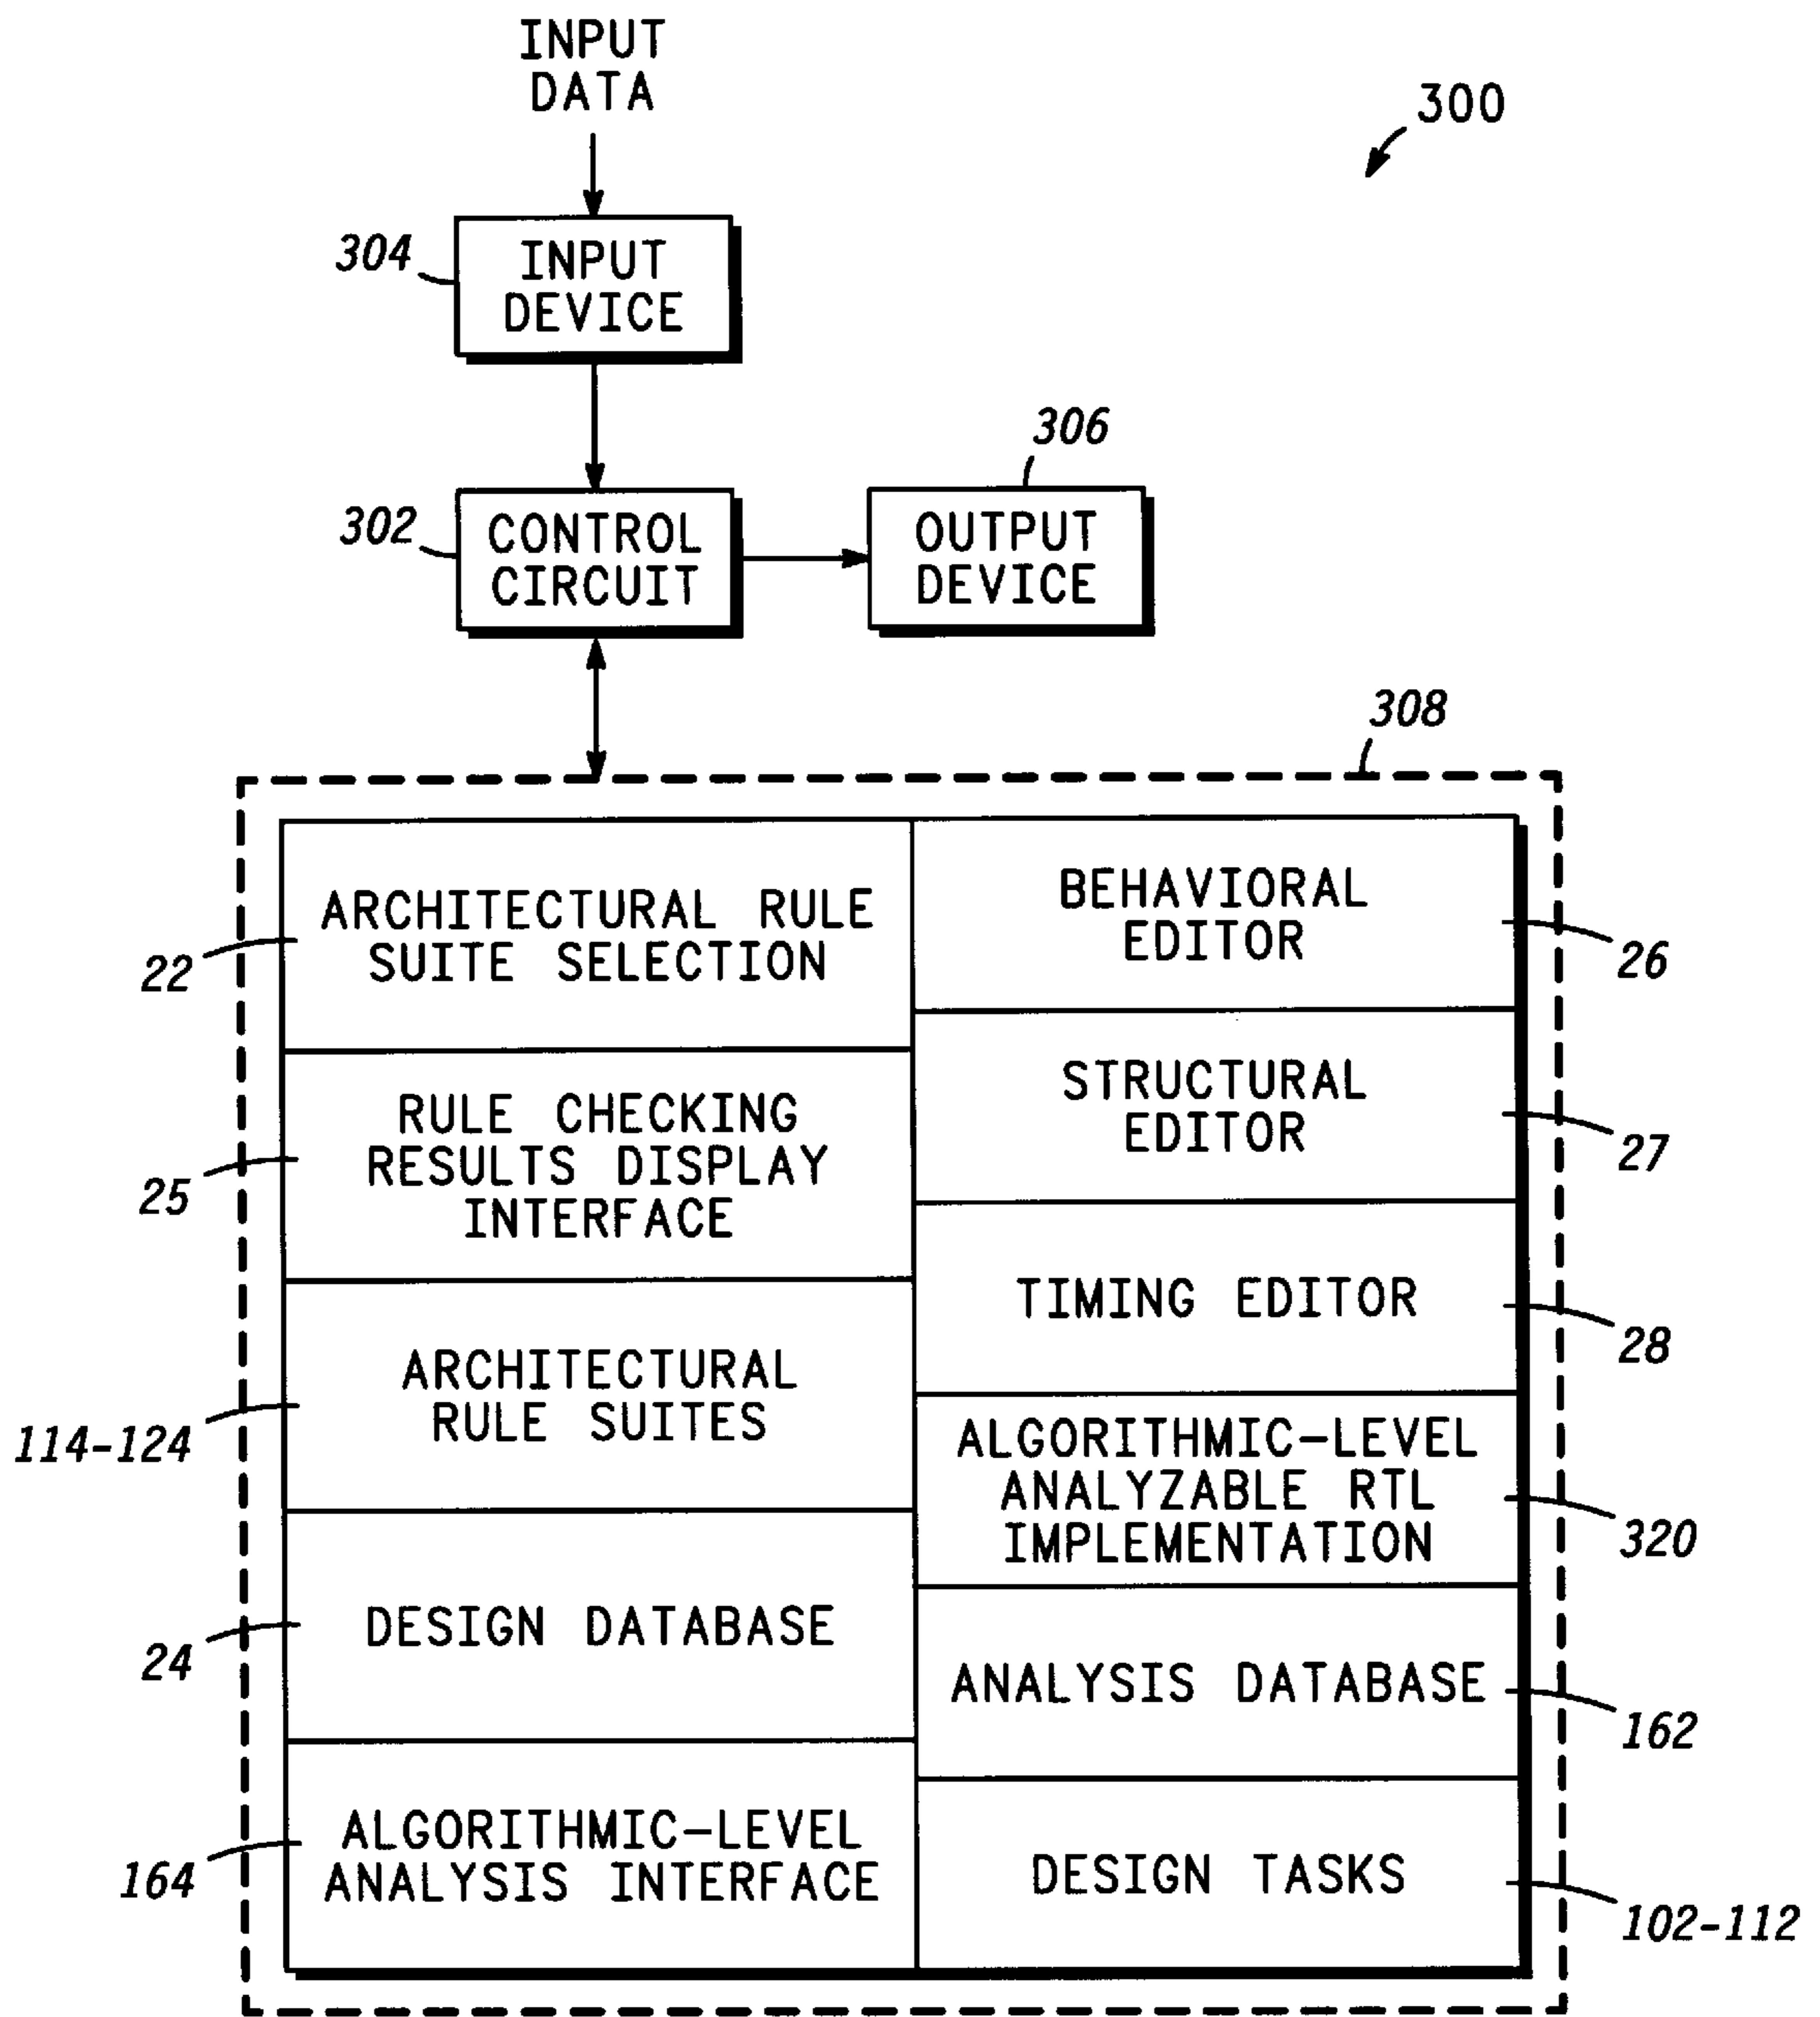 INPUT
DATA
300
304
INPUT
DEVICE
306
302
CONTROL
CIRCUIT
OUTPUT
DEVICE
308
ARCHITECTURAL RULE
SUITE SELECTION
22
RULE CHECKING
RESULTS DISPLAY
INTERFACE
25
ARCHITECTURAL
RULE SUITES
114-124
DESIGN DATABASE
24
ALGORITHMIC-LEVEL
ANALYSIS INTERFACE
164
BEHAVIORAL
EDITOR
26
STRUCTURAL
EDITOR
27
TIMING EDITOR
28
ALGORITHMIC-LEVEL
ANALYZABLE RTL
IMPLEMENTATION
320
ANALYSIS DATABASE
162
DESIGN TASKS
102-112